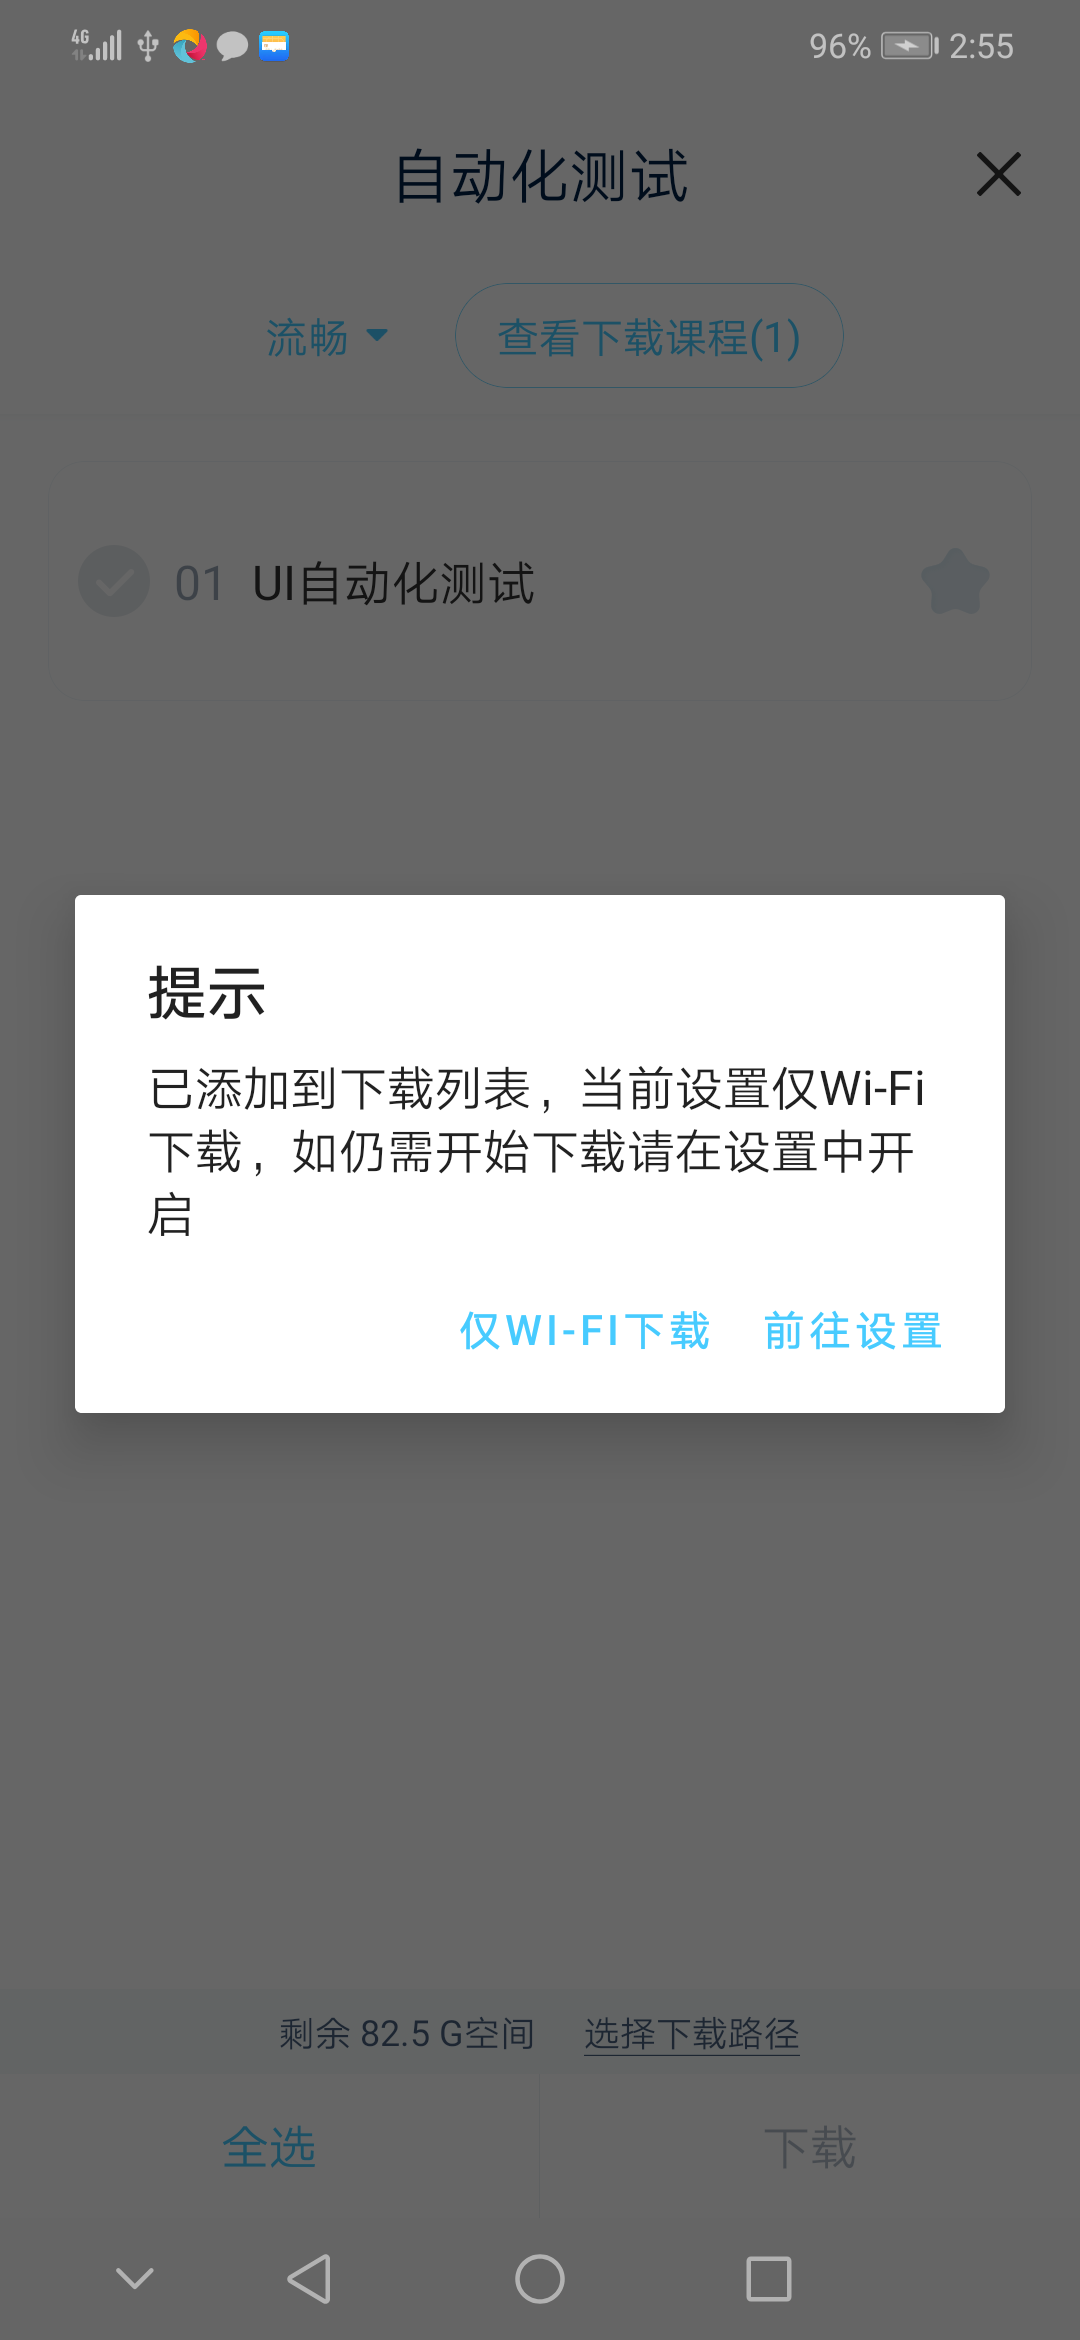 4G 96% 2:55
自动化测试
流畅 查看下载课程(1)
01 UI自动化测试
提示
已添加到下载列表，当前设置仅Wi-Fi
下载，如仍需开始下载请在设置中开
启
仅WI-FI下载 前往设置
剩余 82.5 G空间 选择下载路径
全选 下载